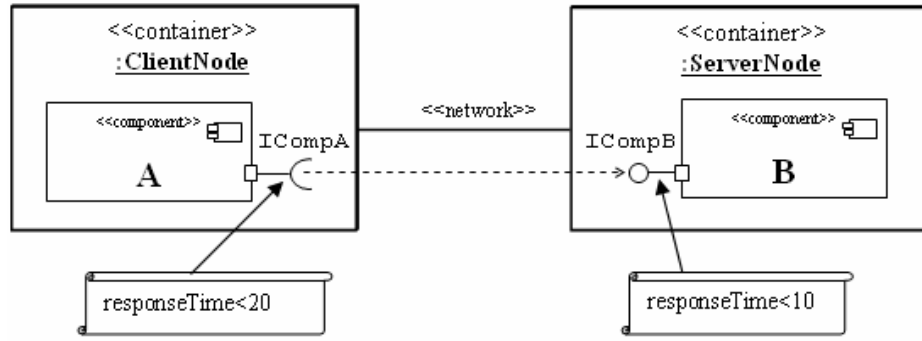 <<container>>
:ClientNode
<<component>>
A
ICompA
<<network>>
<<container>>
:ServerNode
ICompB
<<component>>
B
responseTime<20
responseTime<10